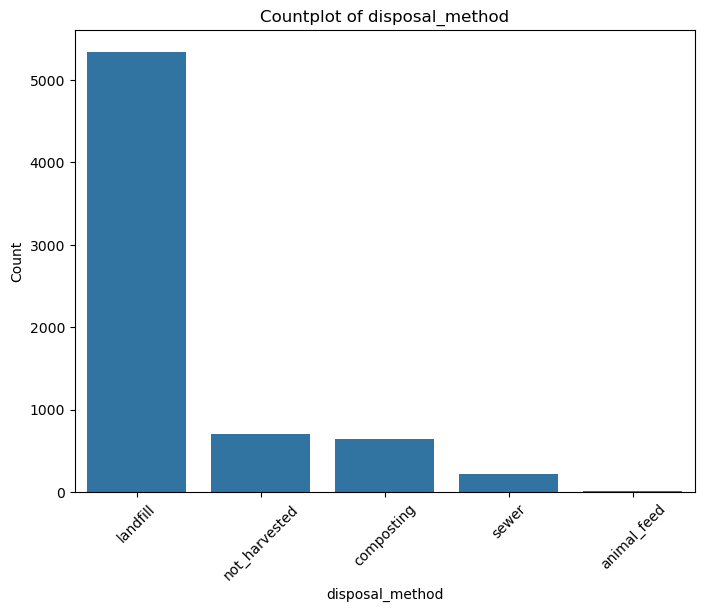 Countplot of disposal_method
Count
5000
4000
3000
2000
1000
0
landfill
not_harvested
composting
sewer
animal_feed
disposal_method